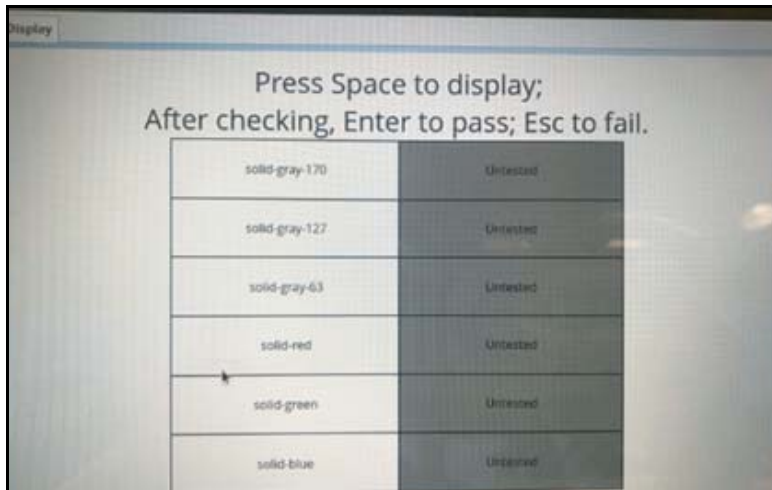 Display
Press Space to display;
After checking, Enter to pass; Esc to fail.
solid-gray-170 Untested
solid-gray-127 Untested
solid-gray-63 Untested
solid-red Untested
solid-green Untested
solid-blue Untested